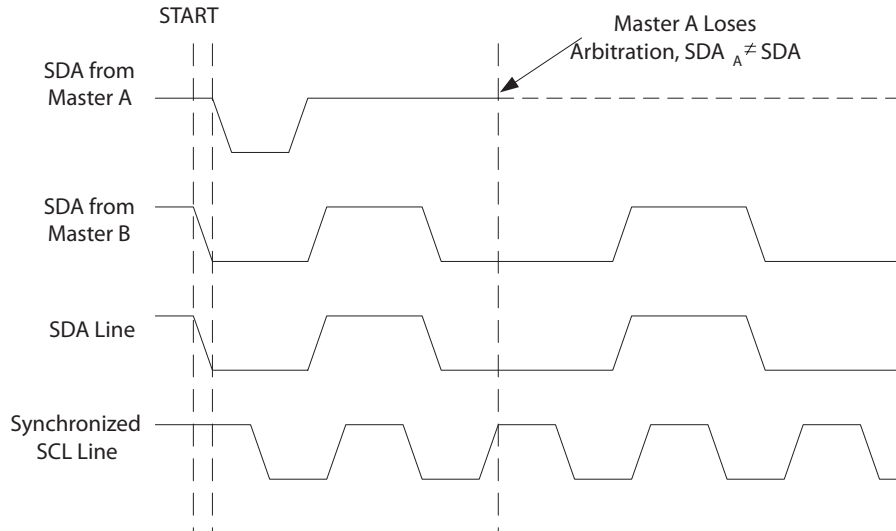 START
Master A Loses
Arbitration, SDA A ≠ SDA
SDA from
Master A
SDA from
Master B
SDA Line
Synchronized
SCL Line